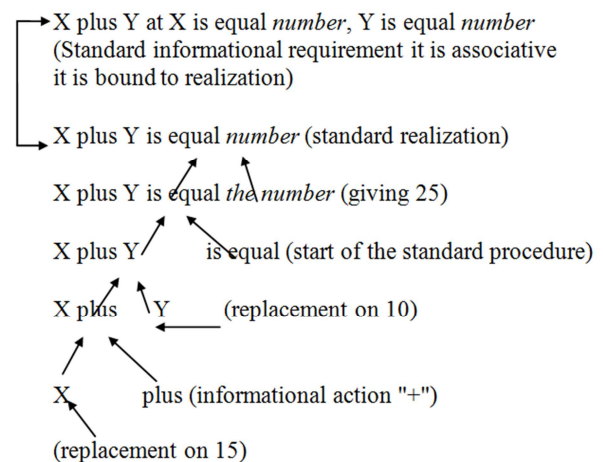 X plus Y at X is equal number, Y is equal number
(Standard informational requirement it is associative
it is bound to realization)
X plus Y is equal number (standard realization)
X plus Y is equal the number (giving 25)
X plus Y is equal (start of the standard procedure)
X plus Y (replacement on 10)
X plus (informational action "+")
(replacement on 15)